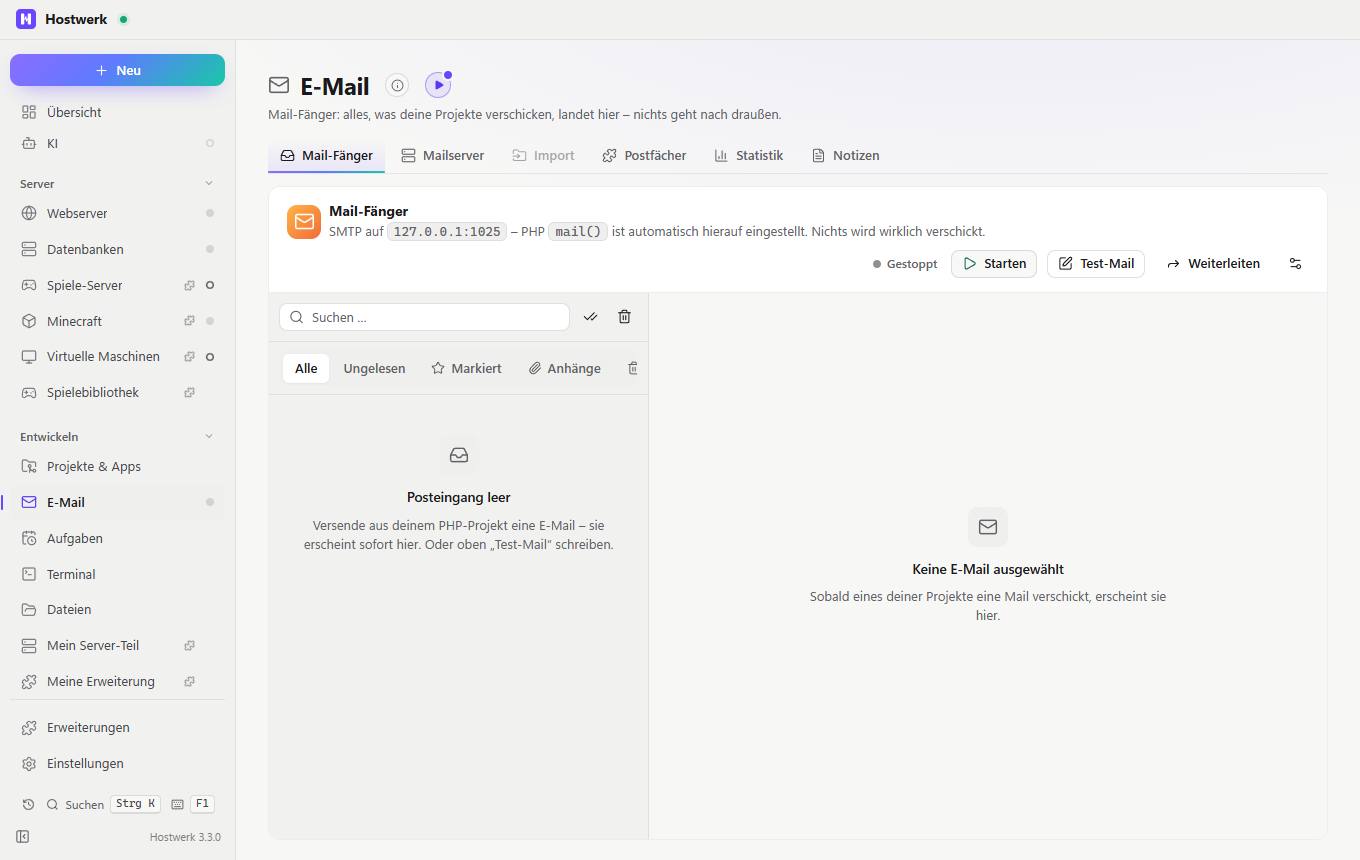 Hostwerk
Neu
Übersicht
KI
Server
Webserver
Datenbanken
Spiele-Server
Minecraft
Virtuelle Maschinen
Spielebibliothek
Entwickeln
Projekte & Apps
E-Mail
Aufgaben
Terminal
Dateien
Mein Server-Teil
Meine Erweiterung
Erweiterungen
Einstellungen
Suchen Strg K F1
Hostwerk 3.3.0
E-Mail
Mail-Fänger: alles, was deine Projekte verschicken, landet hier – nichts geht nach draußen.
Mail-Fänger Mailserver Import Postfächer Statistik Notizen
Mail-Fänger
SMTP auf 127.0.0.1:1025 – PHP mail() ist automatisch hierauf eingestellt. Nichts wird wirklich verschickt.
Gestoppt Starten Test-Mail Weiterleiten
Suchen ...
Alle Ungelesen Markiert Anhänge
Posteingang leer
Versende aus deinem PHP-Projekt eine E-Mail – sie
erscheint sofort hier. Oder oben „Test-Mail“ schreiben.
Keine E-Mail ausgewählt
Sobald eines deiner Projekte eine Mail verschickt, erscheint sie
hier.